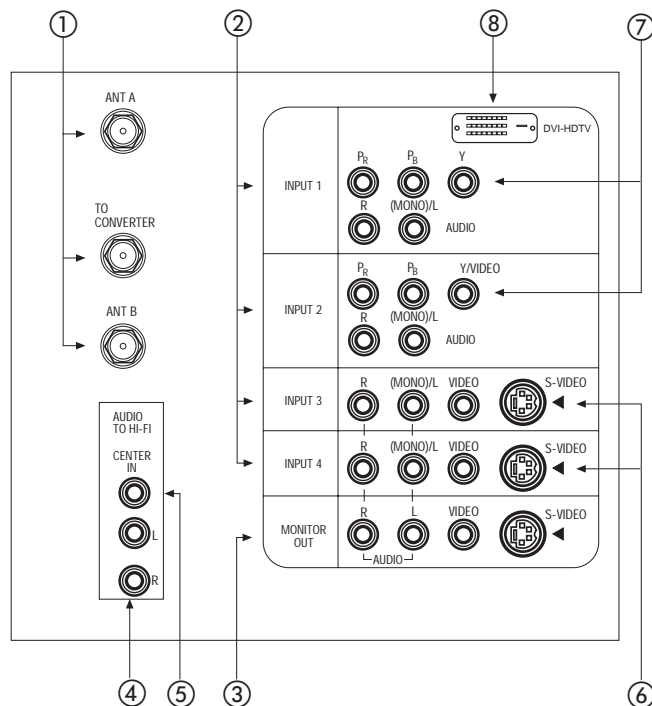 ① ② ⑧ ⑦
ANT A
TO
CONVERTER
ANT B
AUDIO
TO HI-FI
CENTER
IN
L
R
DVI-HDTV
INPUT 1
PR PB Y
R (MONO)/L AUDIO
INPUT 2
PR PB Y/VIDEO
R (MONO)/L AUDIO
INPUT 3
R (MONO)/L VIDEO S-VIDEO
INPUT 4
R (MONO)/L VIDEO S-VIDEO
MONITOR
OUT
R L VIDEO S-VIDEO
AUDIO
④ ⑤ ③ ⑥